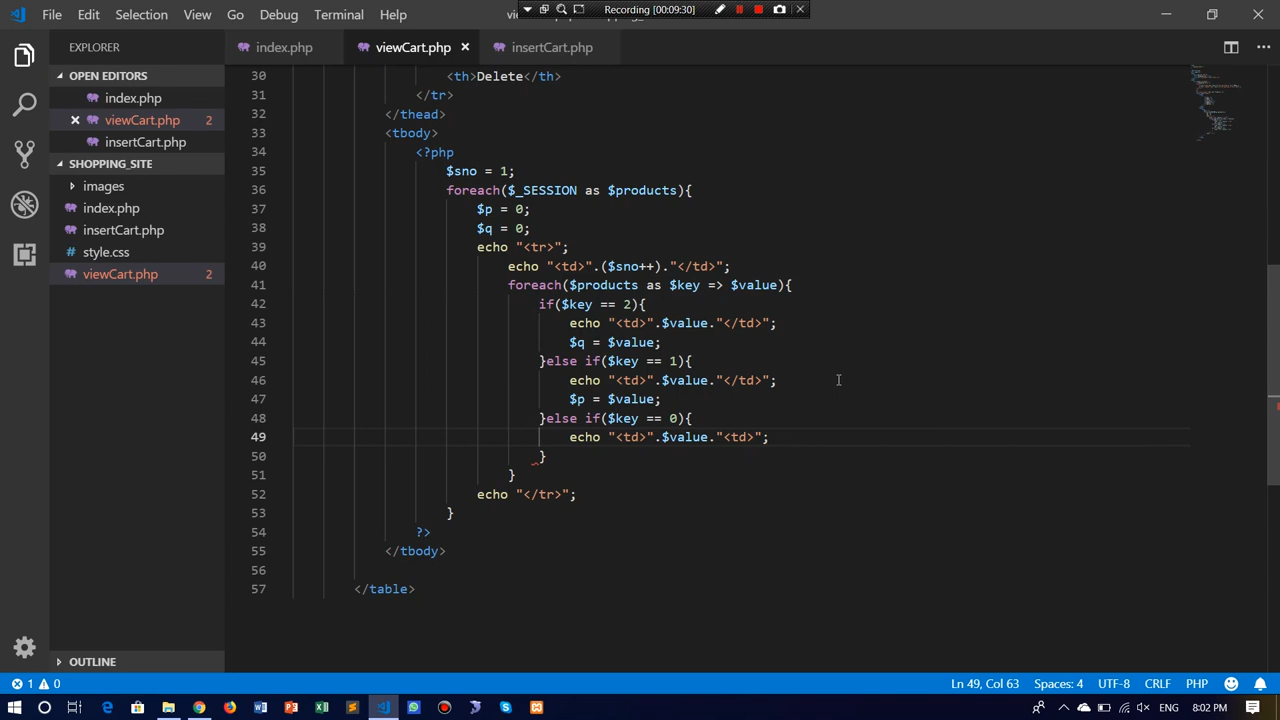 File Edit Selection View Go Debug Terminal Help
Recording [00:09:30]
EXPLORER
index.php
viewCart.php
insertCart.php
OPEN EDITORS
index.php
viewCart.php 2
insertCart.php
SHOPPING_SITE
images
index.php
insertCart.php
style.css
viewCart.php 2
OUTLINE
30 <th>Delete</th>
31 </tr>
32 </thead>
33 <tbody>
34 <?php
35 $sno = 1;
36 foreach($_SESSION as $products){
37 $p = 0;
38 $q = 0;
39 echo "<tr>";
40 echo "<td>".($sno++)."</td>";
41 foreach($products as $key => $value){
42 if($key == 2){
43 echo "<td>".$value."</td>";
44 $q = $value;
45 }else if($key == 1){
46 echo "<td>".$value."</td>";
47 $p = $value;
48 }else if($key == 0){
49 echo "<td>".$value."<td>";
50 }
51 }
52 echo "</tr>";
53 }
54 ?>
55 </tbody>
56
57 </table>
1 0 Ln 49, Col 63 Spaces: 4 UTF-8 CRLF PHP
ENG 8:02 PM